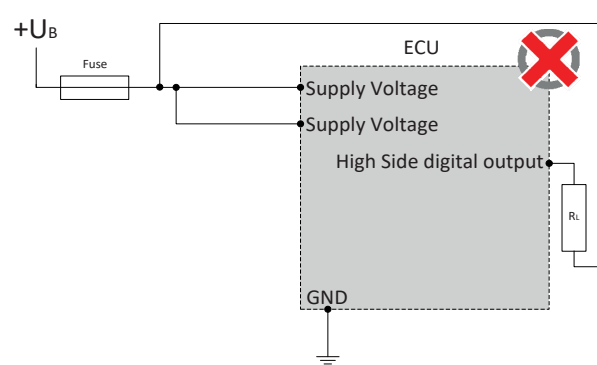 +UB
Fuse
ECU
Supply Voltage
Supply Voltage
High Side digital output
RL
GND